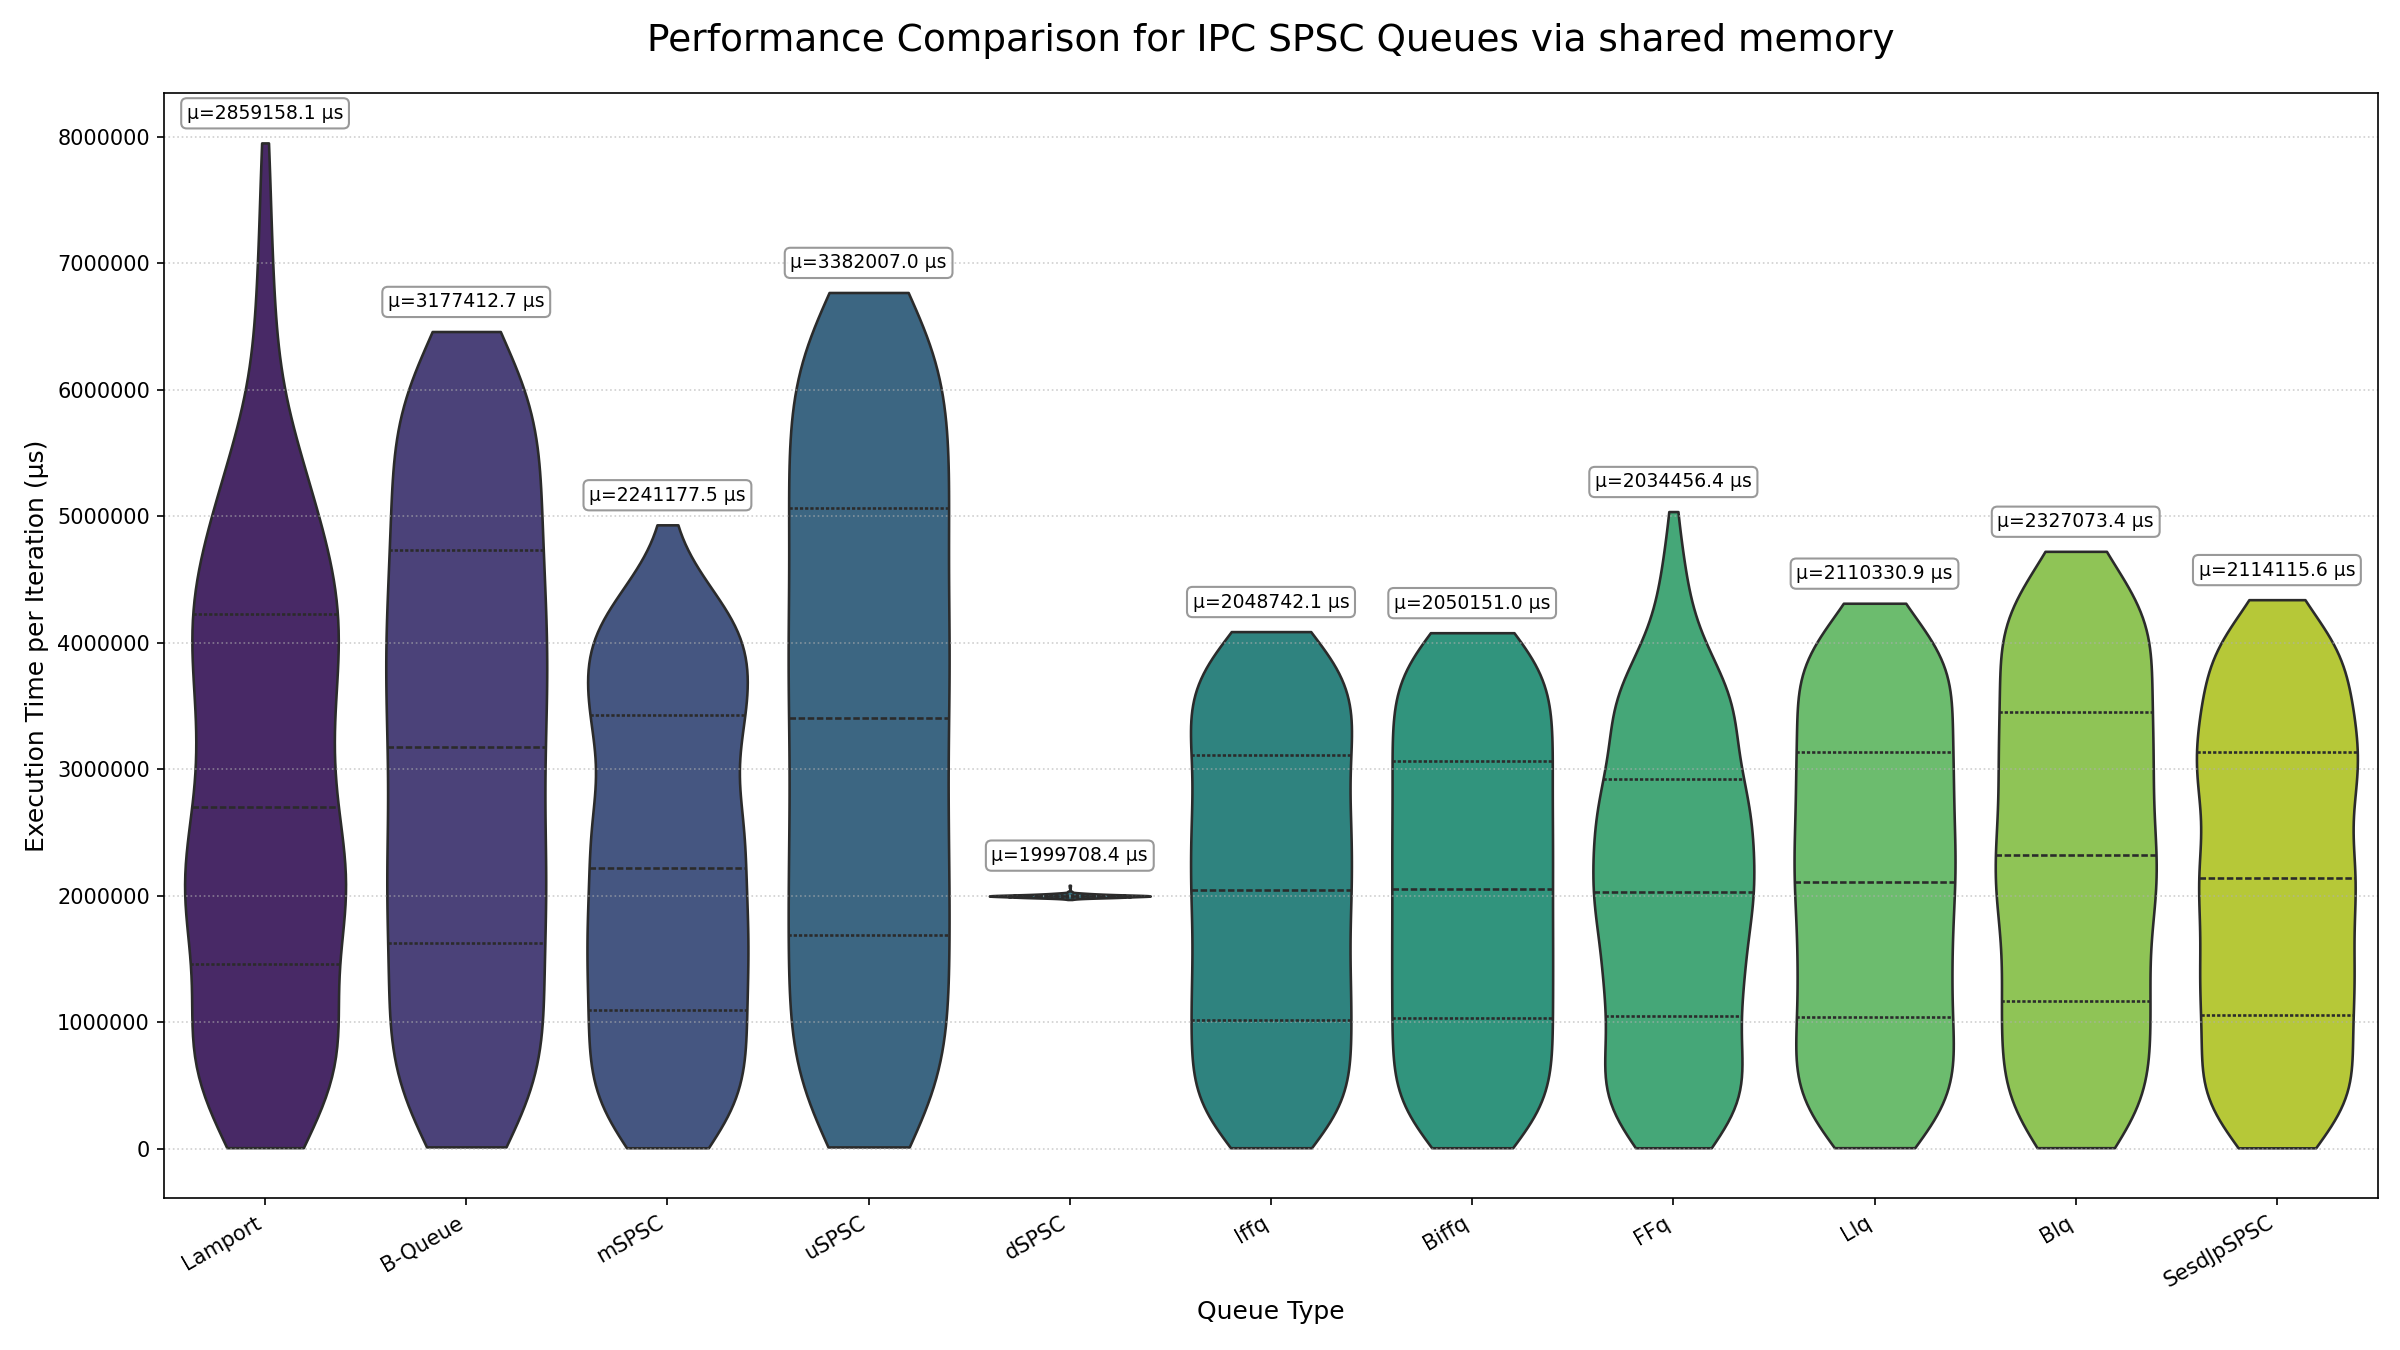 Performance Comparison for IPC SPSC Queues via shared memory
Execution Time per Iteration (µs)
8000000
7000000
6000000
5000000
4000000
3000000
2000000
1000000
0
μ=2859158.1 µs
μ=3177412.7 µs
μ=2241177.5 µs
μ=3382007.0 µs
μ=1999708.4 µs
μ=2048742.1 µs
μ=2050151.0 µs
μ=2034456.4 µs
μ=2110330.9 µs
μ=2327073.4 µs
μ=2114115.6 µs
Lamport
B-Queue
mSPSC
uSPSC
dSPSC
Iffq
Biffq
FFq
Llq
Blq
SesdJpSPSC
Queue Type